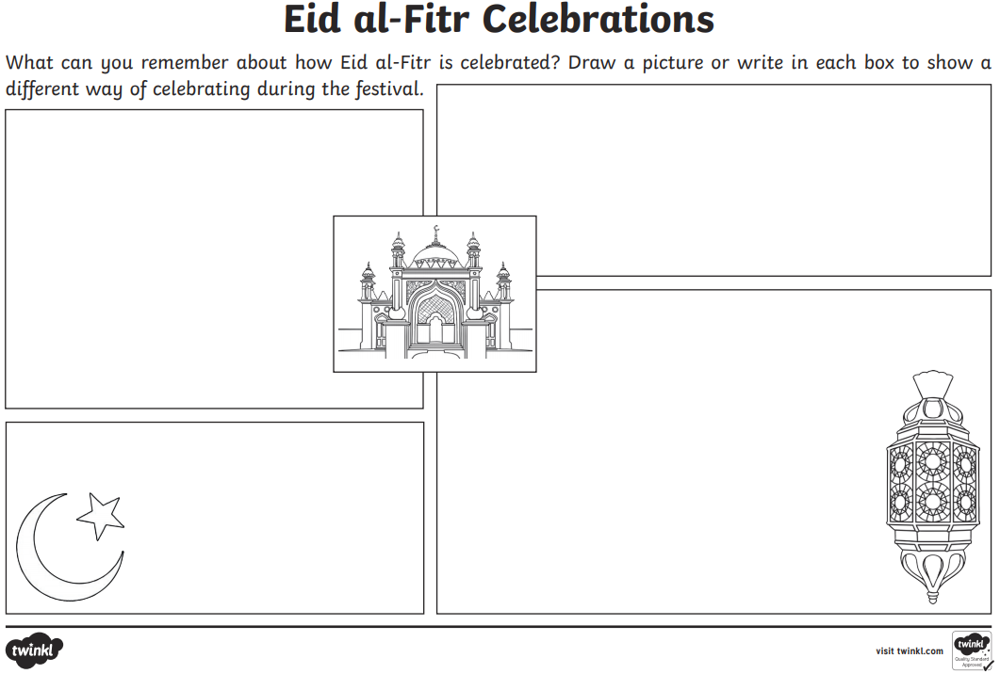 Eid al-Fitr Celebrations
What can you remember about how Eid al-Fitr is celebrated? Draw a picture or write in each box to show a
different way of celebrating during the festival.
twinkl
visit twinkl.com
twinkl
Quality Standard
Approved